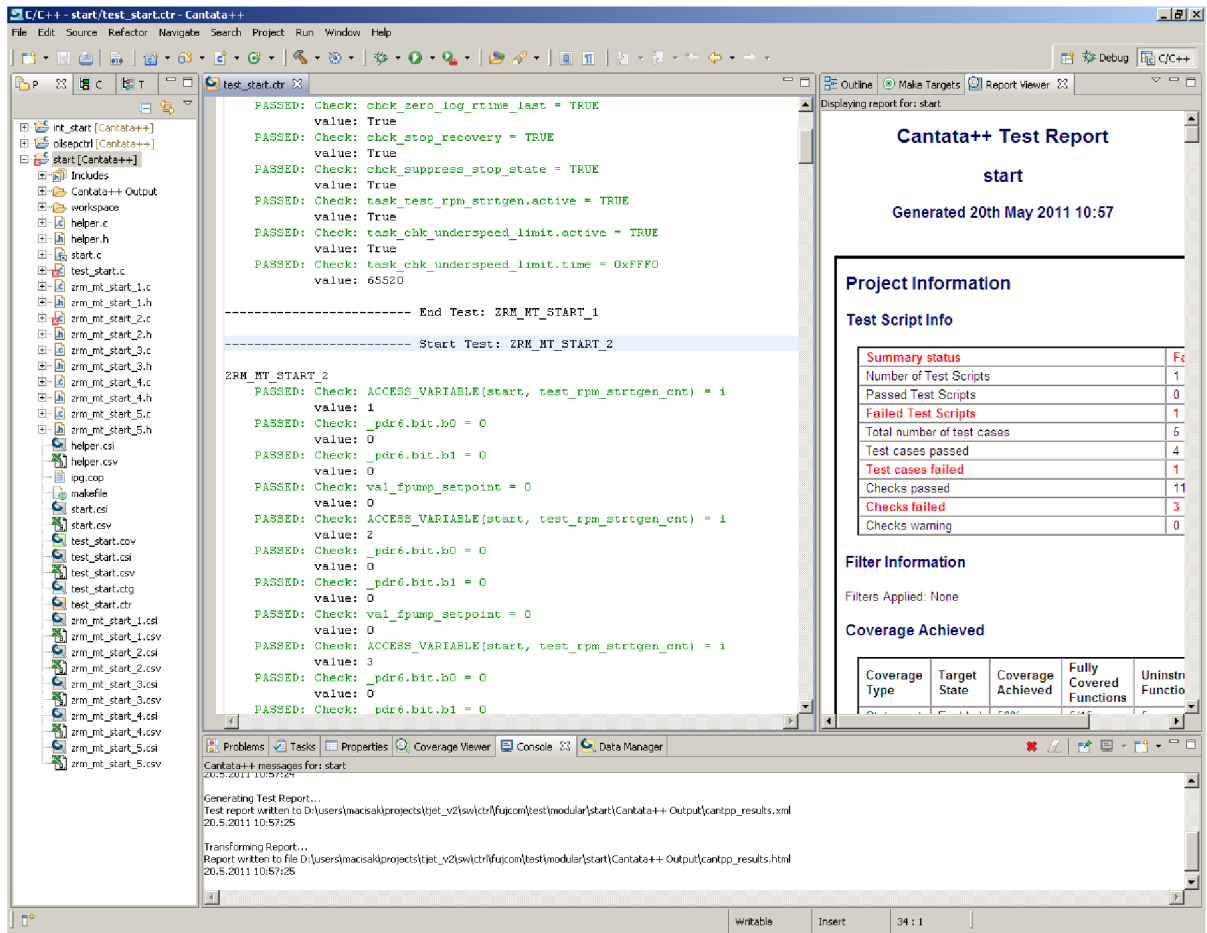 C/C++ - start/test_start.ctr - Cantata++
File Edit Source Refactor Navigate Search Project Run Window Help
Debug C/C++
P C T
int_start [Cantata++]
oilsepctrl [Cantata++]
start [Cantata++]
Includes
Cantata++ Output
workspace
helper.c
helper.h
start.c
test_start.c
zrm_mt_start_1.c
zrm_mt_start_1.h
zrm_mt_start_2.c
zrm_mt_start_2.h
zrm_mt_start_3.c
zrm_mt_start_3.h
zrm_mt_start_4.c
zrm_mt_start_4.h
zrm_mt_start_5.c
zrm_mt_start_5.h
helper.csi
helper.csv
ipg.cop
makefile
start.csi
start.csv
test_start.cov
test_start.csi
test_start.csv
test_start.ctg
test_start.ctr
zrm_mt_start_1.csi
zrm_mt_start_1.csv
zrm_mt_start_2.csi
zrm_mt_start_2.csv
zrm_mt_start_3.csi
zrm_mt_start_3.csv
zrm_mt_start_4.csi
zrm_mt_start_4.csv
zrm_mt_start_5.csi
zrm_mt_start_5.csv
test_start.ctr
PASSED: Check: chck_zero_log_rtime_last = TRUE
value: True
PASSED: Check: chck_stop_recovery = TRUE
value: True
PASSED: Check: chck_suppress_stop_state = TRUE
value: True
PASSED: Check: task_test_rpm_strtgen.active = TRUE
value: True
PASSED: Check: task_chk_underspeed_limit.active = TRUE
value: True
PASSED: Check: task_chk_underspeed_limit.time = 0xFFF0
value: 65520
------------------------- End Test: ZRM_MT_START_1
------------------------- Start Test: ZRM_MT_START_2
ZRM_MT_START_2
PASSED: Check: ACCESS_VARIABLE(start, test_rpm_strtgen_cnt) = i
value: 1
PASSED: Check: _pdr6.bit.b0 = 0
value: 0
PASSED: Check: _pdr6.bit.b1 = 0
value: 0
PASSED: Check: val_fpump_setpoint = 0
value: 0
PASSED: Check: ACCESS_VARIABLE(start, test_rpm_strtgen_cnt) = i
value: 2
PASSED: Check: _pdr6.bit.b0 = 0
value: 0
PASSED: Check: _pdr6.bit.b1 = 0
value: 0
PASSED: Check: val_fpump_setpoint = 0
value: 0
PASSED: Check: ACCESS_VARIABLE(start, test_rpm_strtgen_cnt) = i
value: 3
PASSED: Check: _pdr6.bit.b0 = 0
value: 0
PASSED: Check: _pdr6.bit.b1 = 0
Outline Make Targets Report Viewer
Displaying report for: start
Cantata++ Test Report
start
Generated 20th May 2011 10:57
Project Information
Test Script Info
Summary status Fa
Number of Test Scripts 1
Passed Test Scripts 0
Failed Test Scripts 1
Total number of test cases 5
Test cases passed 4
Test cases failed 1
Checks passed 11
Checks failed 3
Checks warning 0
Filter Information
Filters Applied: None
Coverage Achieved
Coverage Type Target State Coverage Achieved Fully Covered Functions Uninstru Functio
Problems Tasks Properties Coverage Viewer Console Data Manager
Cantata++ messages for: start
20.5.2011 10:57:24
Generating Test Report...
Test report written to D:\users\macisak\projects\tjet_v2\sw\ctrl\fujcom\test\modular\start\Cantata++ Output\cantpp_results.xml
20.5.2011 10:57:25
Transforming Report...
Report written to file D:\users\macisak\projects\tjet_v2\sw\ctrl\fujcom\test\modular\start\Cantata++ Output\cantpp_results.html
20.5.2011 10:57:25
Writable Insert 34 : 1